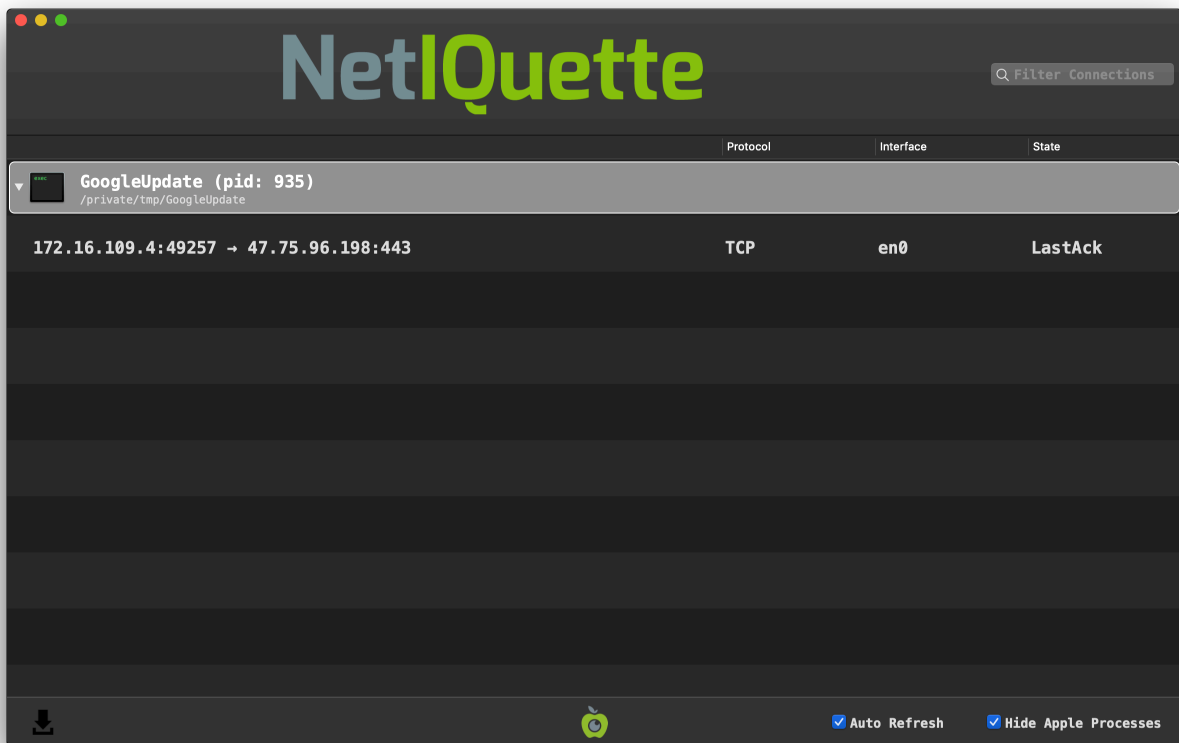 NetIQuette
Filter Connections
Protocol Interface State
exec
GoogleUpdate (pid: 935)
/private/tmp/GoogleUpdate
172.16.109.4:49257 → 47.75.96.198:443 TCP en0 LastAck
Auto Refresh Hide Apple Processes